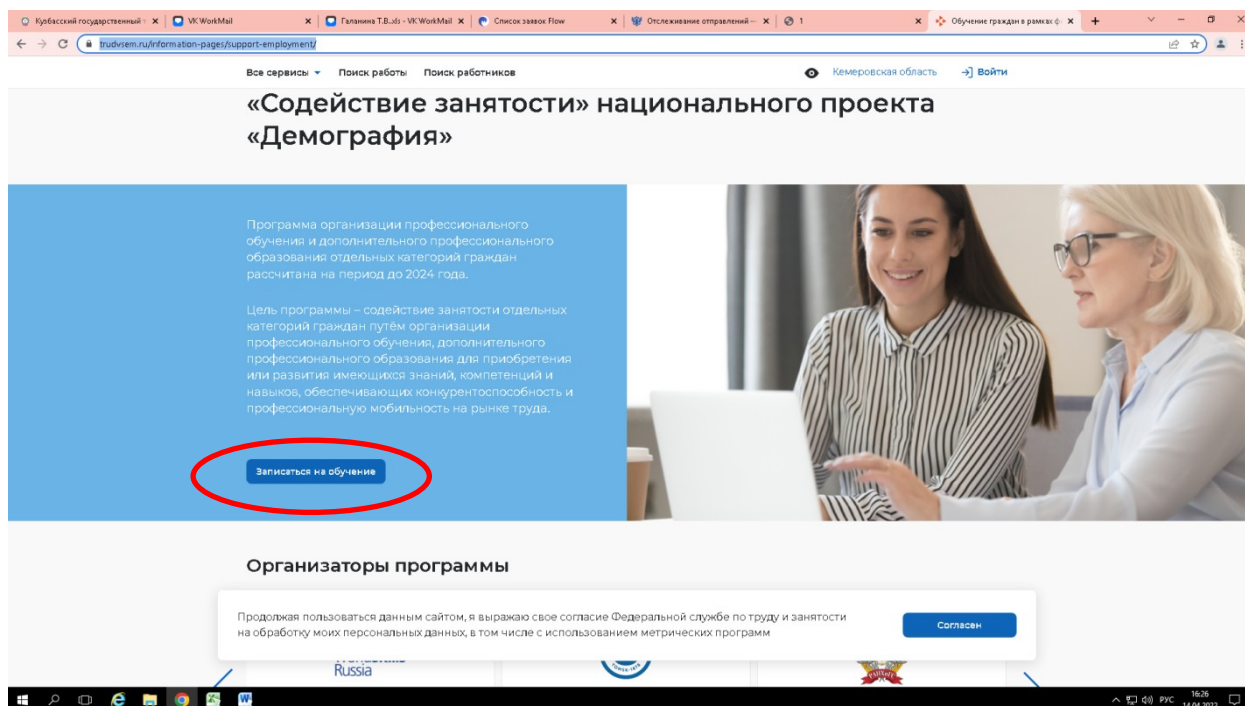 Кузбасский государственный т
VK WorkMail
Галанина Т.В..xls - VK WorkMail
Список заявок Flow
Отслеживание отправлений —
1
Обучение граждан в рамках ф
trudvsem.ru/information-pages/support-employment/
Все сервисы Поиск работы Поиск работников Кемеровская область Войти
«Содействие занятости» национального проекта
«Демография»
Программа организации профессионального
обучения и дополнительного профессионального
образования отдельных категорий граждан
рассчитана на период до 2024 года.
Цель программы – содействие занятости отдельных
категорий граждан путём организации
профессионального обучения, дополнительного
профессионального образования для приобретения
или развития имеющихся знаний, компетенций и
навыков, обеспечивающих конкурентоспособность и
профессиональную мобильность на рынке труда.
Записаться на обучение
Организаторы программы
Продолжая пользоваться данным сайтом, я выражаю свое согласие Федеральной службе по труду и занятости
на обработку моих персональных данных, в том числе с использованием метрических программ
Согласен
Russia
РУС
16:26